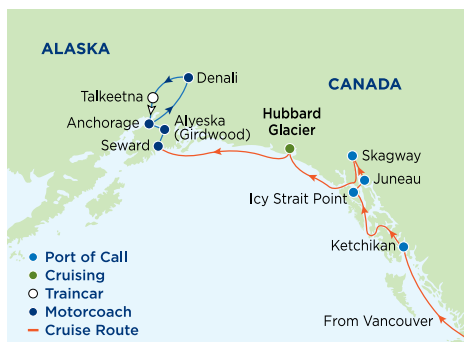 ALASKA
CANADA
Denali
Talkeetna
Anchorage
Alyeska
(Girdwood)
Seward
Hubbard
Glacier
Skagway
Juneau
Icy Strait Point
Ketchikan
From Vancouver
Port of Call
Cruising
Traincar
Motorcoach
Cruise Route